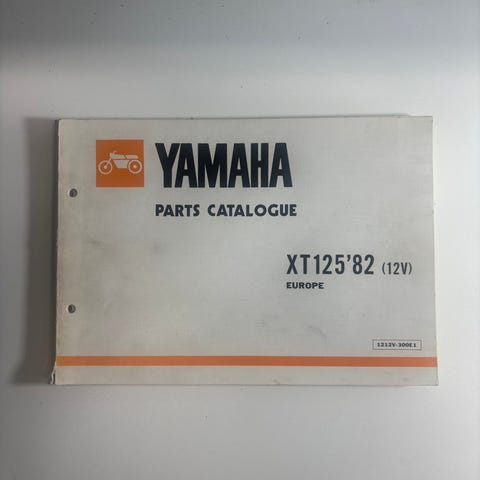 YAMAHA
PARTS CATALOGUE
XT125'82 (12V)
EUROPE
1212V-300E1